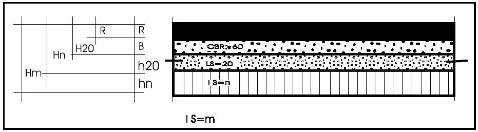 R R
H20 B
Hn
h20
Hm
hn
CBR≥60
IS=20
IS=n
IS=m